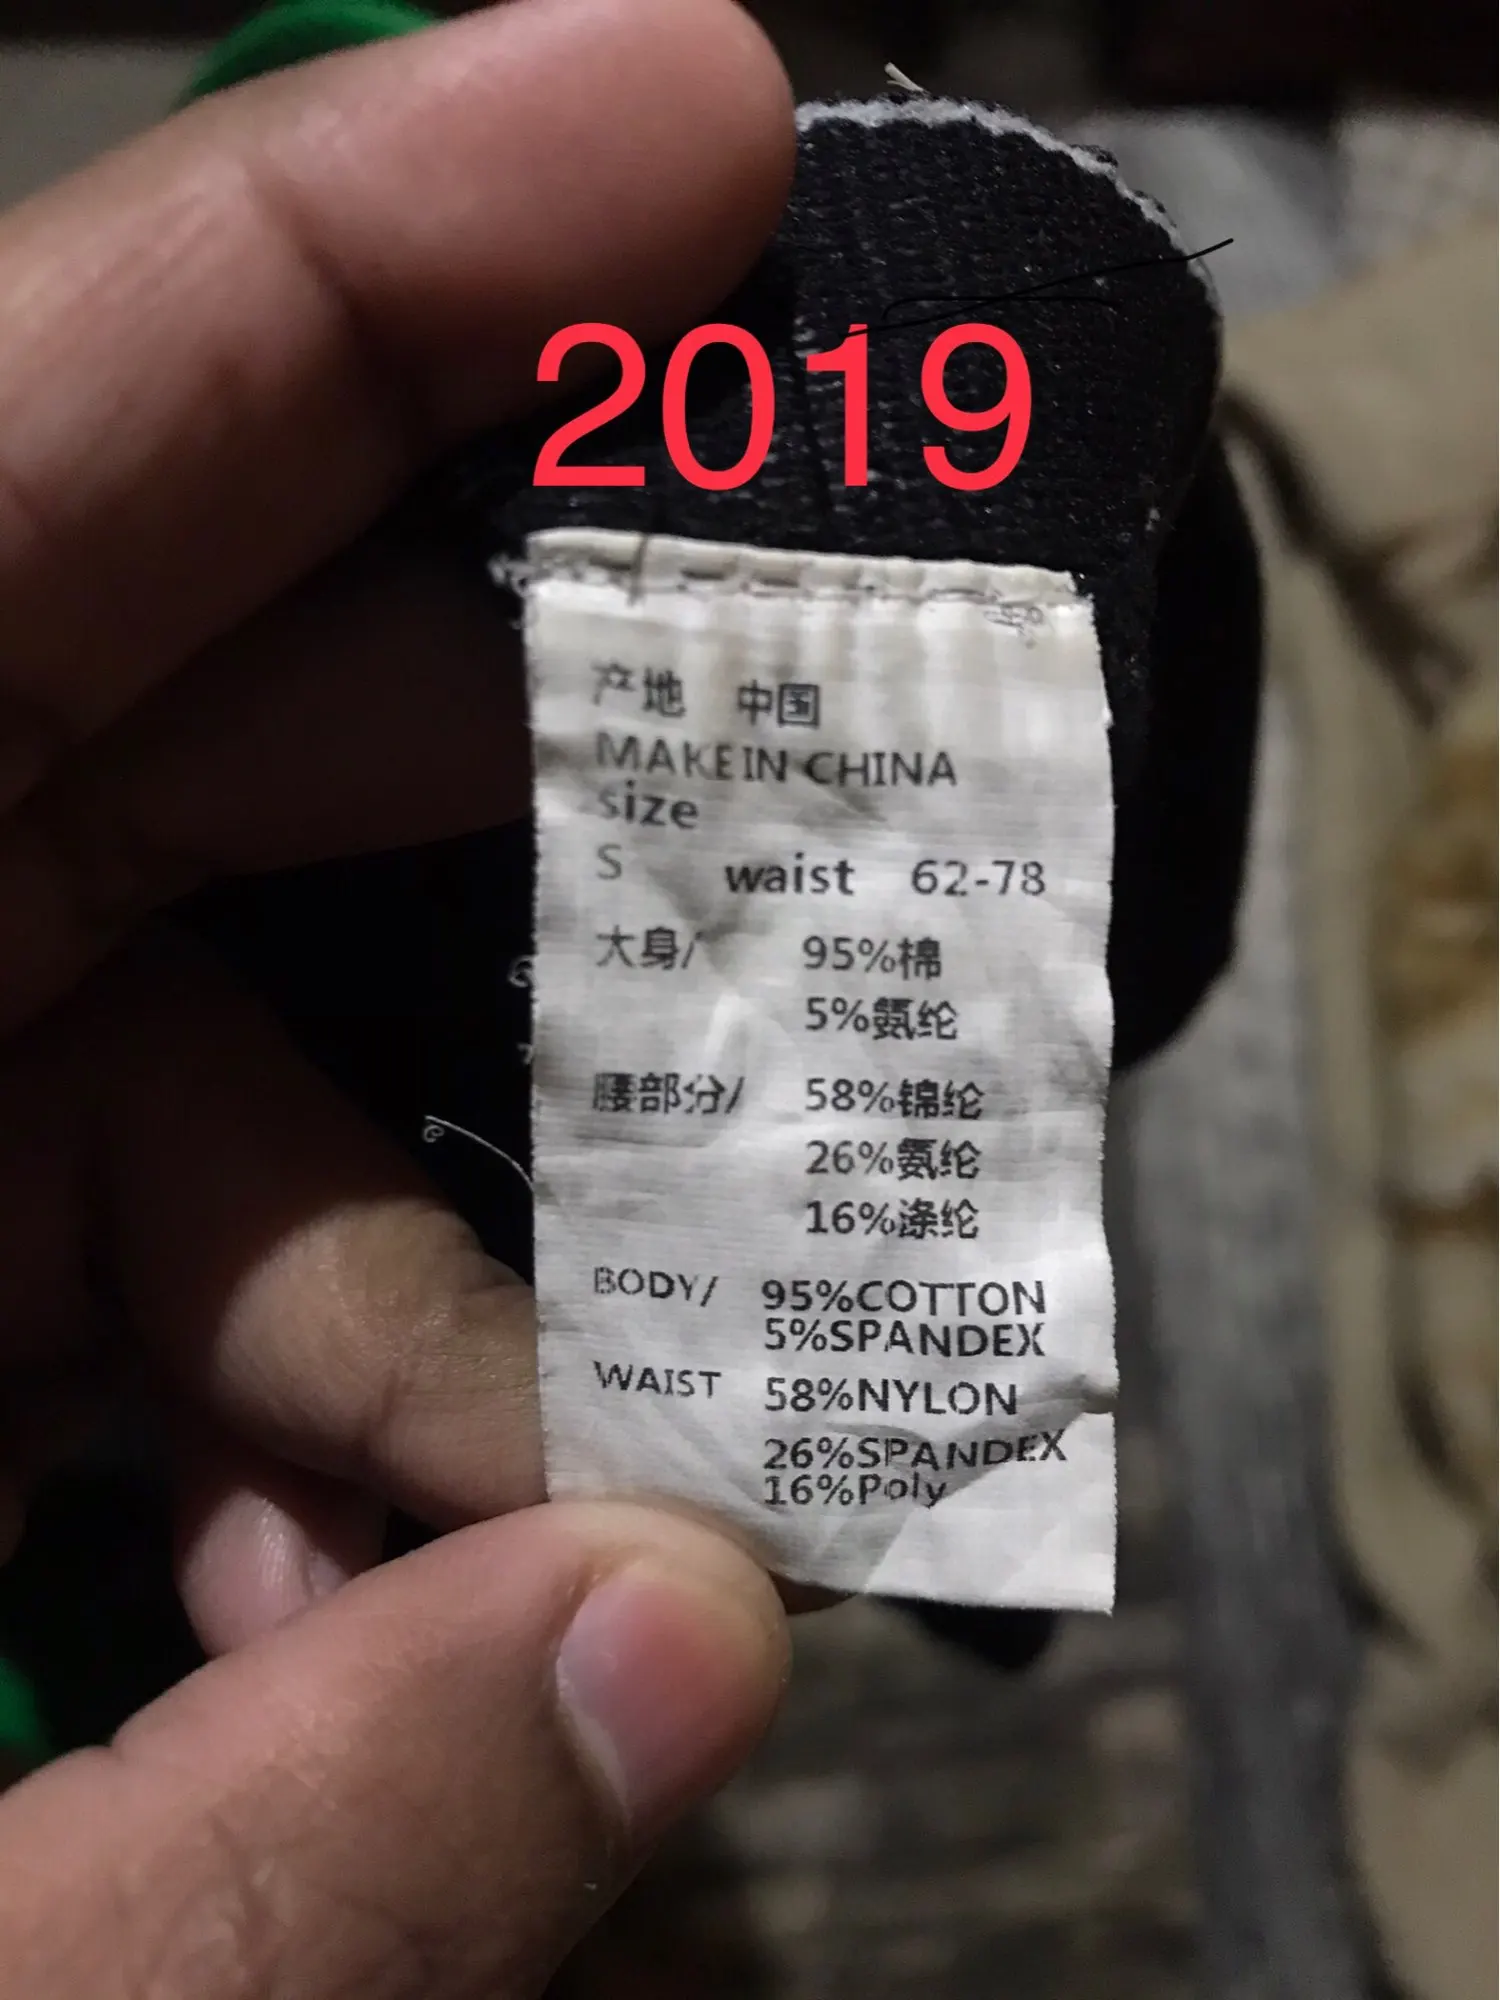 2019
产地 中国
MAKE IN CHINA
size
S waist 62-78
大身/ 95%棉
5%氨纶
腰部分/ 58%锦纶
26%氨纶
16%涤纶
BODY/ 95%COTTON
5%SPANDEX
WAIST 58%NYLON
26%SPANDEX
16%Poly